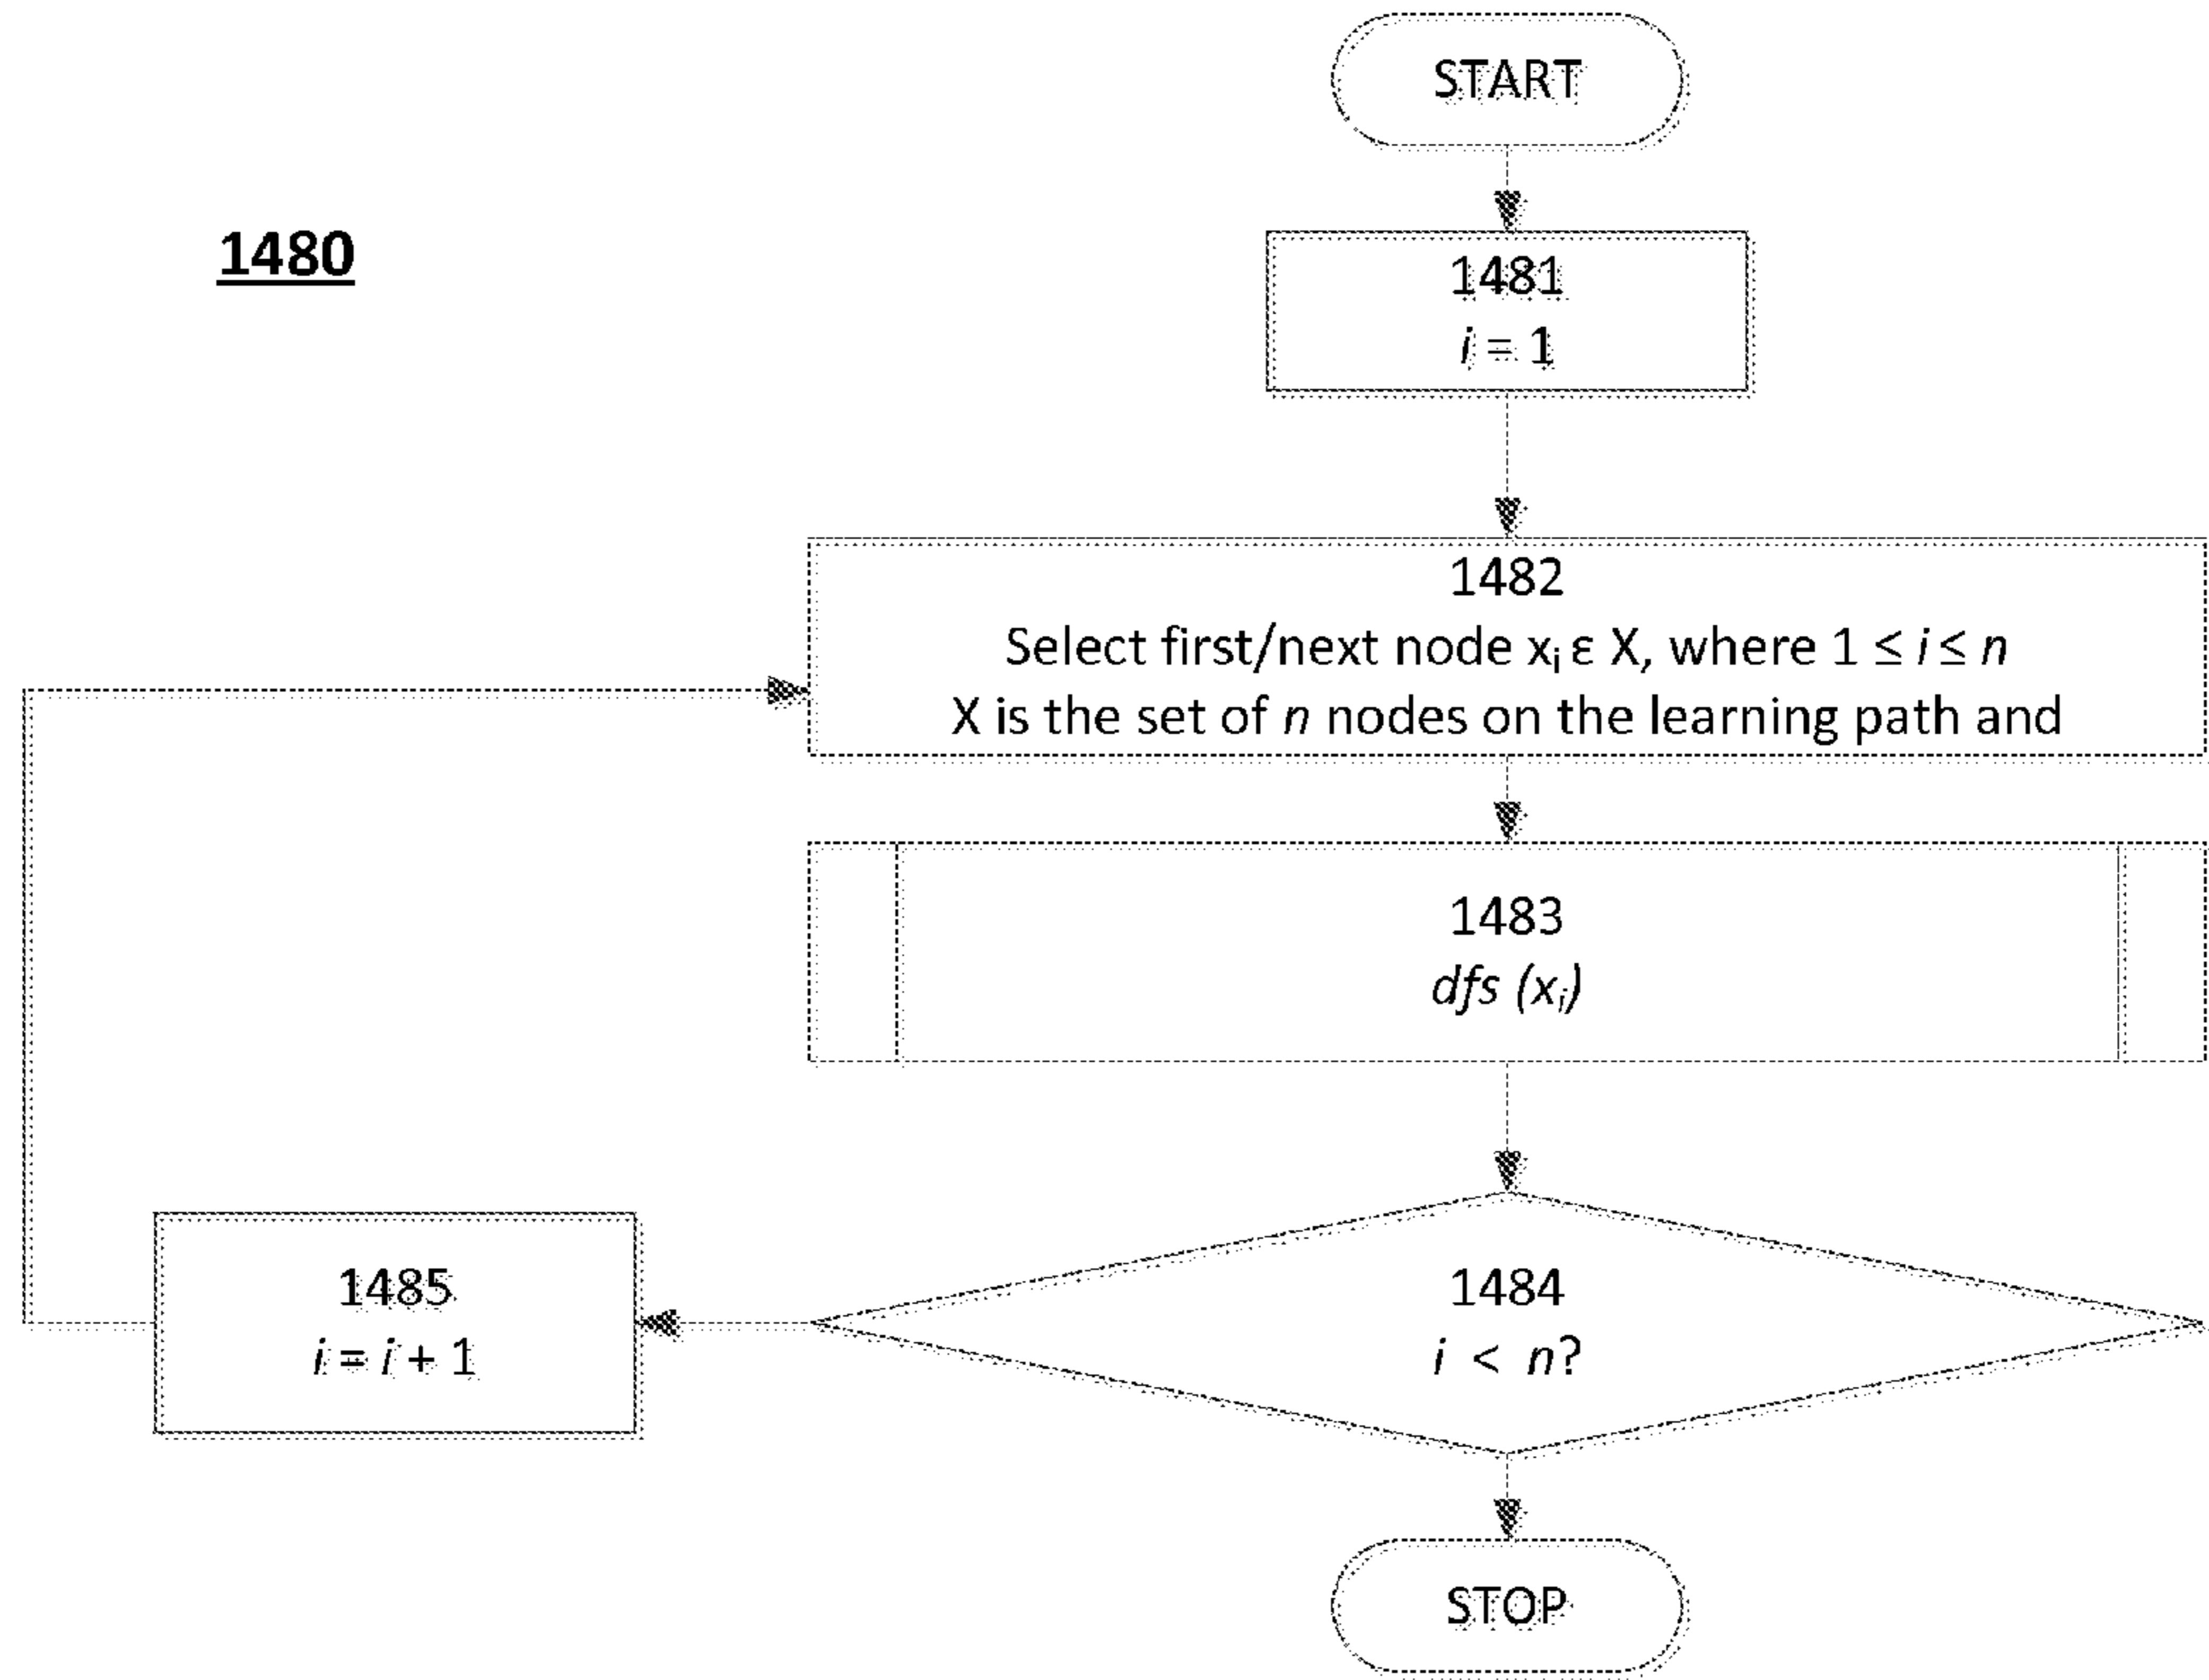 START
1480
1481
i = 1
1482
Select first/next node xᵢ ε X, where 1 ≤ i ≤ n
X is the set of n nodes on the learning path and
1483
dfs (xᵢ)
1484
i < n?
1485
i = i + 1
STOP